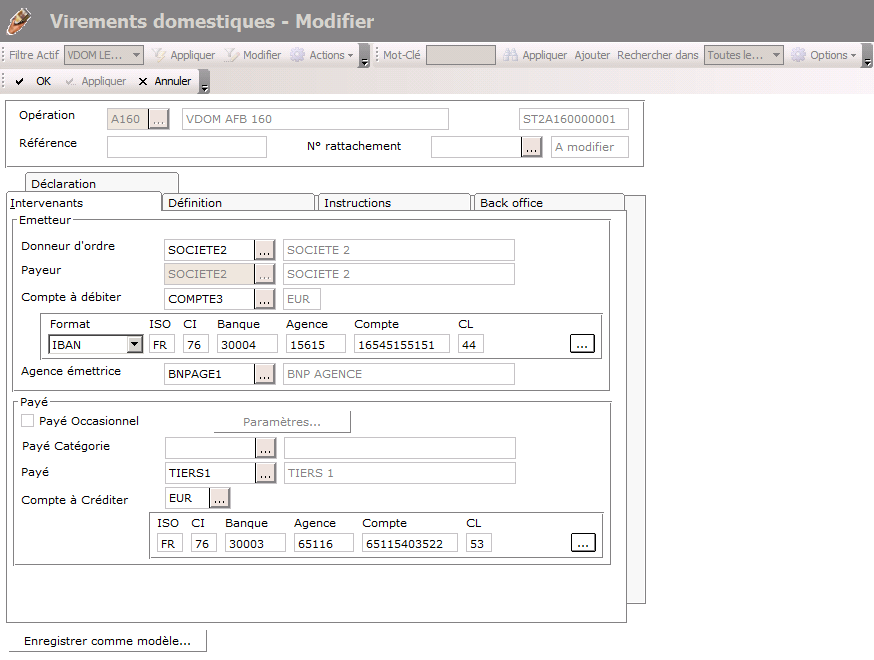 Virements domestiques - Modifier
Filtre Actif VDOM LE... Appliquer Modifier Actions Mot-Clé Appliquer Ajouter Rechercher dans Toutes le... Options
OK Appliquer Annuler
Opération A160 ... VDOM AFB 160 ST2A160000001
Référence N° rattachement ... A modifier
Déclaration
Intervenants Définition Instructions Back office
Emetteur
Donneur d'ordre SOCIETE2 ... SOCIETE 2
Payeur SOCIETE2 ... SOCIETE 2
Compte à débiter COMPTE3 ... EUR
Format ISO CI Banque Agence Compte CL
IBAN FR 76 30004 15615 16545155151 44 ...
Agence émettrice BNPAGE1 ... BNP AGENCE
Payé
Payé Occasionnel Paramètres...
Payé Catégorie ...
Payé TIERS1 ... TIERS 1
Compte à Créditer EUR ...
ISO CI Banque Agence Compte CL
FR 76 30003 65116 65115403522 53 ...
Enregistrer comme modèle...